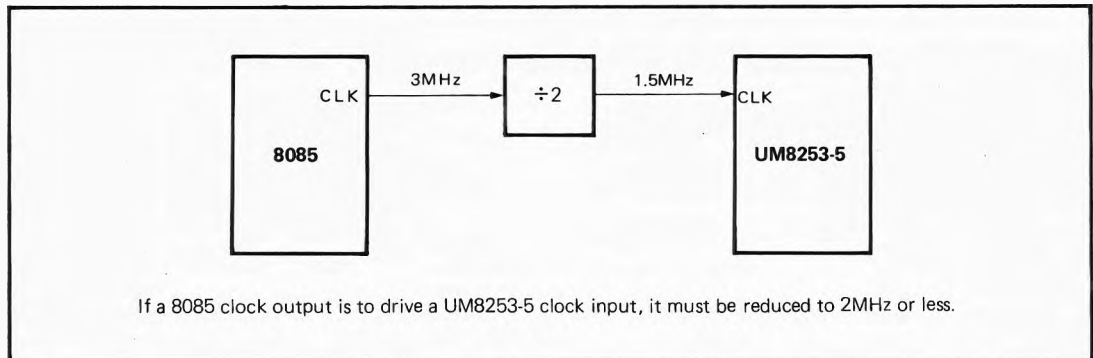 3MHz
1.5MHz
CLK
÷2
CLK
8085
UM8253-5
If a 8085 clock output is to drive a UM8253-5 clock input, it must be reduced to 2MHz or less.